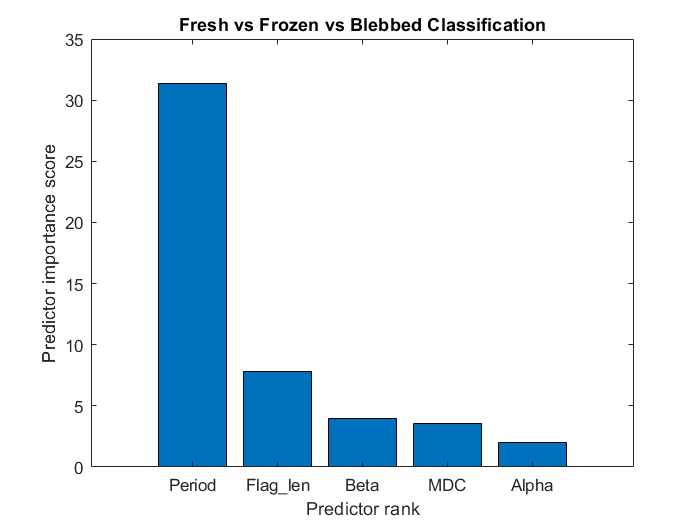 Fresh vs Frozen vs Blebbed Classification
Predictor importance score
35
30
25
20
15
10
5
0
Period Flag_len Beta MDC Alpha
Predictor rank